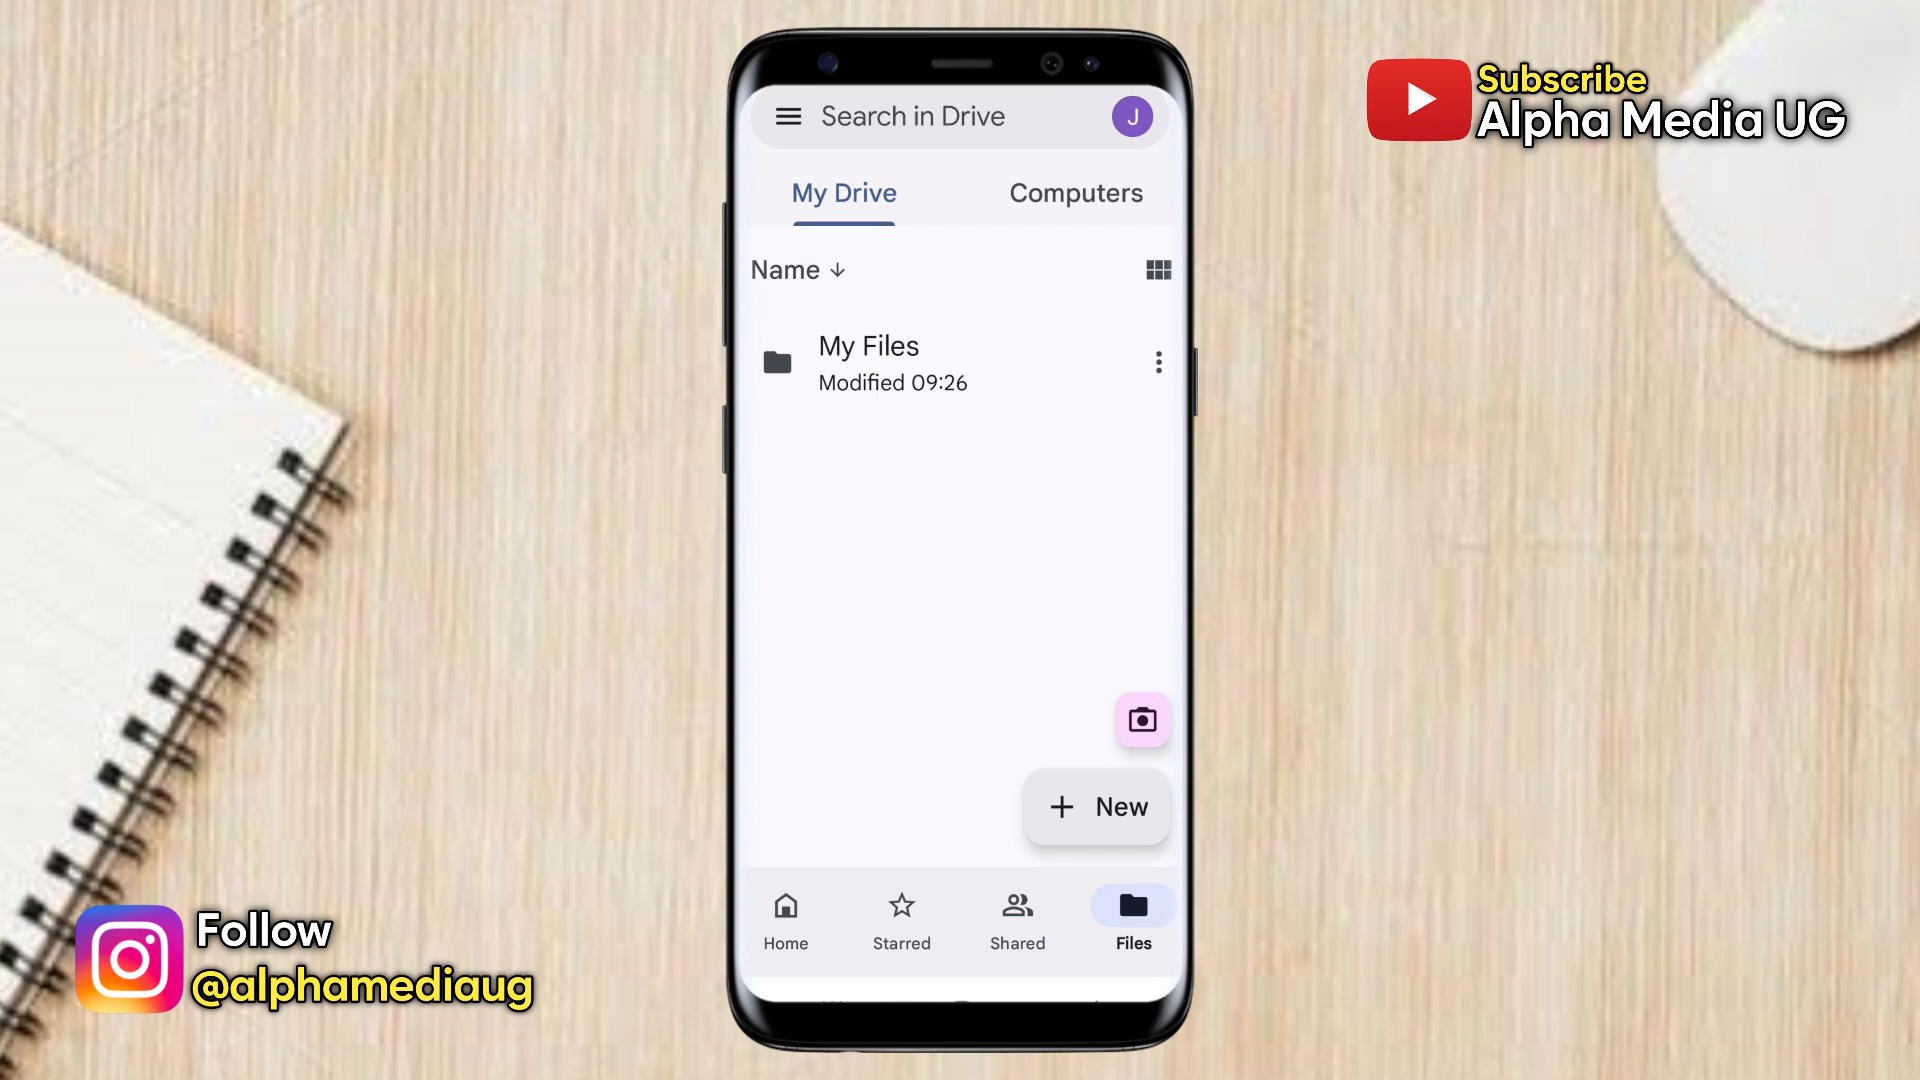 Search in Drive
J
My Drive
Computers
Name
My Files
Modified 09:26
New
Home
Starred
Shared
Files
Subscribe
Alpha Media UG
Follow
@alphamediaug